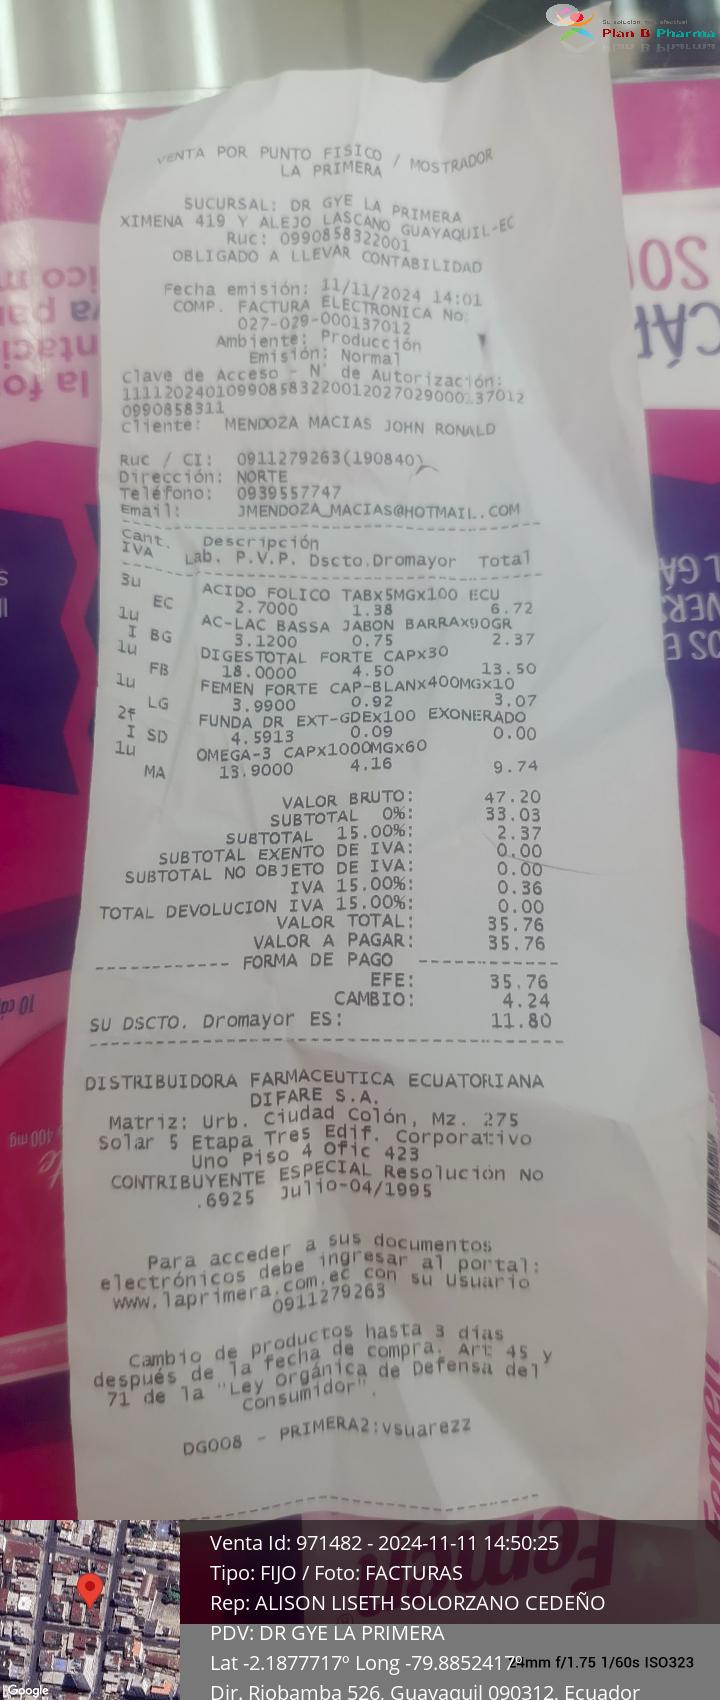 Su solución más efectiva!
Plan B Pharma
VENTA POR PUNTO FISICO / MOSTRADOR
LA PRIMERA
SUCURSAL: DR GYE LA PRIMERA
XIMENA 419 Y ALEJO LASCANO GUAYAQUIL-EC
Ruc: 0990858322001
OBLIGADO A LLEVAR CONTABILIDAD
Fecha emisión: 11/11/2024 14:01
COMP. FACTURA ELECTRONICA No:
027-029-000137012
Ambiente: Producción
Emisión: Normal
Clave de Acceso - N° de Autorización:
111120240109908583220012027029000137012
0990858311
Cliente: MENDOZA MACIAS JOHN RONALD
Ruc / CI: 0911279263(190840)
Dirección: NORTE
Teléfono: 0939557747
Email: JMENDOZA_MACIAS@HOTMAIL.COM
Cant. Descripción
IVA Lab. P.V.P. Dscto.Dromayor Total
3u ACIDO FOLICO TABx5MGx100 ECU
EC 2.7000 1.38 6.72
1u AC-LAC BASSA JABON BARRAx90GR
I BG 3.1200 0.75 2.37
1u DIGESTOTAL FORTE CAPx30
FB 18.0000 4.50 13.50
1u FEMEN FORTE CAP-BLANx400MGx10
LG 3.9900 0.92 3.07
2f FUNDA DR EXT-GDEx100 EXONERADO
I SD 4.5913 0.09 0.00
1u OMEGA-3 CAPx1000MGx60
MA 13.9000 4.16 9.74
VALOR BRUTO: 47.20
SUBTOTAL 0%: 33.03
SUBTOTAL 15.00%: 2.37
SUBTOTAL EXENTO DE IVA: 0.00
SUBTOTAL NO OBJETO DE IVA: 0.00
IVA 15.00%: 0.36
TOTAL DEVOLUCION IVA 15.00%: 0.00
VALOR TOTAL: 35.76
VALOR A PAGAR: 35.76
----------- FORMA DE PAGO -----------
EFE: 35.76
CAMBIO: 4.24
SU DSCTO. Dromayor ES: 11.80
DISTRIBUIDORA FARMACEUTICA ECUATORIANA
DIFARE S.A.
Matriz: Urb. Ciudad Colón, Mz. 275
Solar 5 Etapa Tres Edif. Corporativo
Uno Piso 4 Ofic 423
CONTRIBUYENTE ESPECIAL Resolución No
.6925 Julio-04/1995
Para acceder a sus documentos
electrónicos debe ingresar al portal:
www.laprimera.com.ec con su Usuario
0911279263
Cambio de productos hasta 3 días
después de la fecha de compra. Art 45 y
71 de la "Ley Orgánica de Defensa del
Consumidor".
DG008 - PRIMERA2:vsuarezz
Femen
Venta Id: 971482 - 2024-11-11 14:50:25
Tipo: FIJO / Foto: FACTURAS
Rep: ALISON LISETH SOLORZANO CEDEÑO
PDV: DR GYE LA PRIMERA
Lat -2.1877717º Long -79.8852417º
24mm f/1.75 1/60s ISO323
Dir. Riobamba 526, Guayaquil 090312, Ecuador
Google